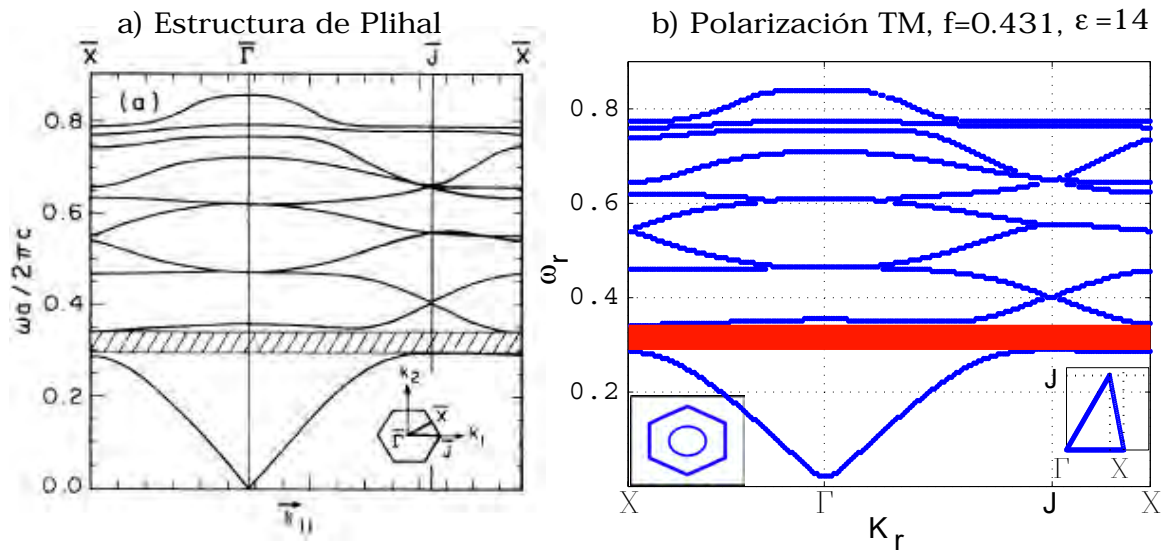 a) Estructura de Plihal
X̄ Γ̄ J̄ X̄
(a)
ωa/2πc
0.8
0.6
0.4
0.2
0.0
k₂
X̄
Γ̄
k₁
J̄
b) Polarización TM, f=0.431, ε=14
ωr
0.8
0.6
0.4
0.2
J
Γ X
X Γ J X
Kr